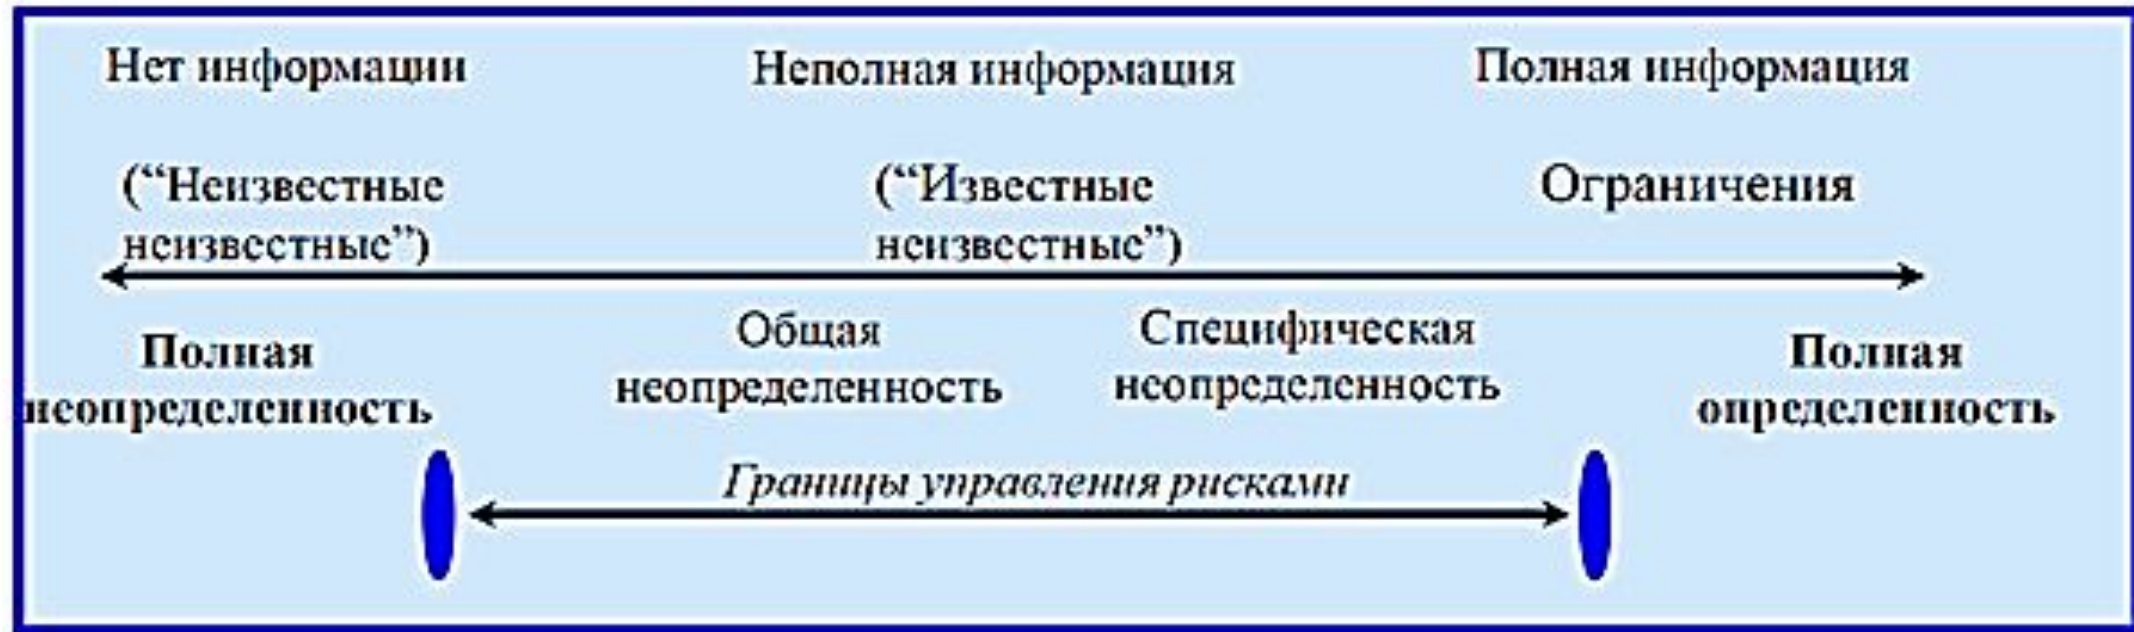 Нет информации
Неполная информация
Полная информация
(“Неизвестные
неизвестные”)
(“Известные
неизвестные”)
Ограничения
Полная
неопределенность
Общая
неопределенность
Специфическая
неопределенность
Полная
определенность
Границы управления рисками